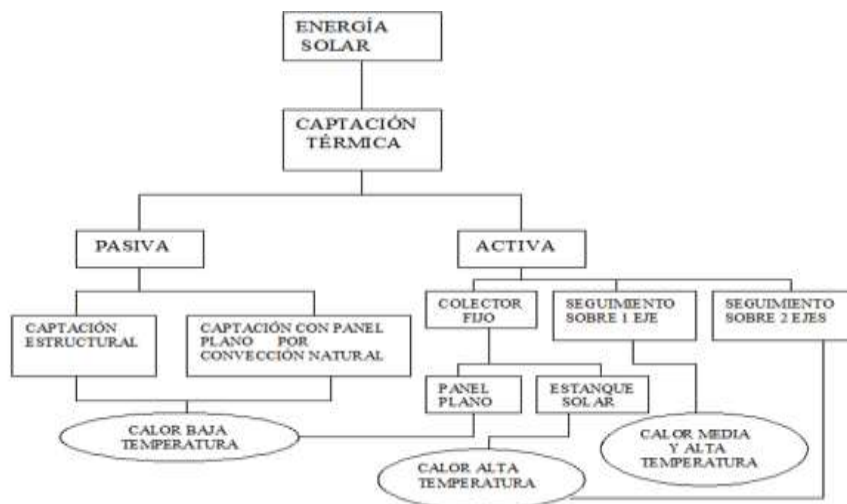 ENERGÍA
SOLAR
CAPTACIÓN
TÉRMICA
PASIVA
ACTIVA
CAPTACIÓN
ESTRUCTURAL
CAPTACIÓN CON PANEL
PLANO POR
CONVECCIÓN NATURAL
COLECTOR
FIJO
SEGUIMIENTO
SOBRE 1 EJE
SEGUIMIENTO
SOBRE 2 EJES
PANEL
PLANO
ESTANQUE
SOLAR
CALOR BAJA
TEMPERATURA
CALOR ALTA
TEMPERATURA
CALOR MEDIA
Y ALTA
TEMPERATURA